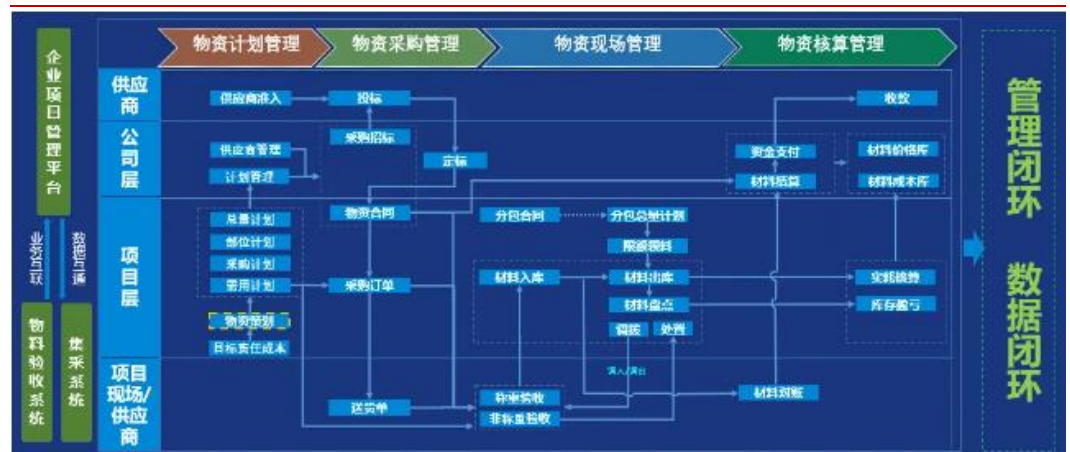 物资计划管理
物资采购管理
物资现场管理
物资核算管理
企业项目管理平台
业务互联
数据互通
物料验收系统
集采系统
供应商
供应商准入
投标
收款
公司层
采购招标
供应商管理
定标
资金支付
材料价格库
计划管理
材料结算
材料成本库
项目层
总量计划
物资合同
分包合同
分包总量计划
部位计划
限额领料
采购计划
需用计划
采购订单
材料入库
材料出库
实耗核算
材料盘点
库存盈亏
物资策划
调拨
处置
目标责任成本
项目现场/供应商
调入/调出
送货单
称重验收
非称重验收
材料对账
管理闭环
数据闭环